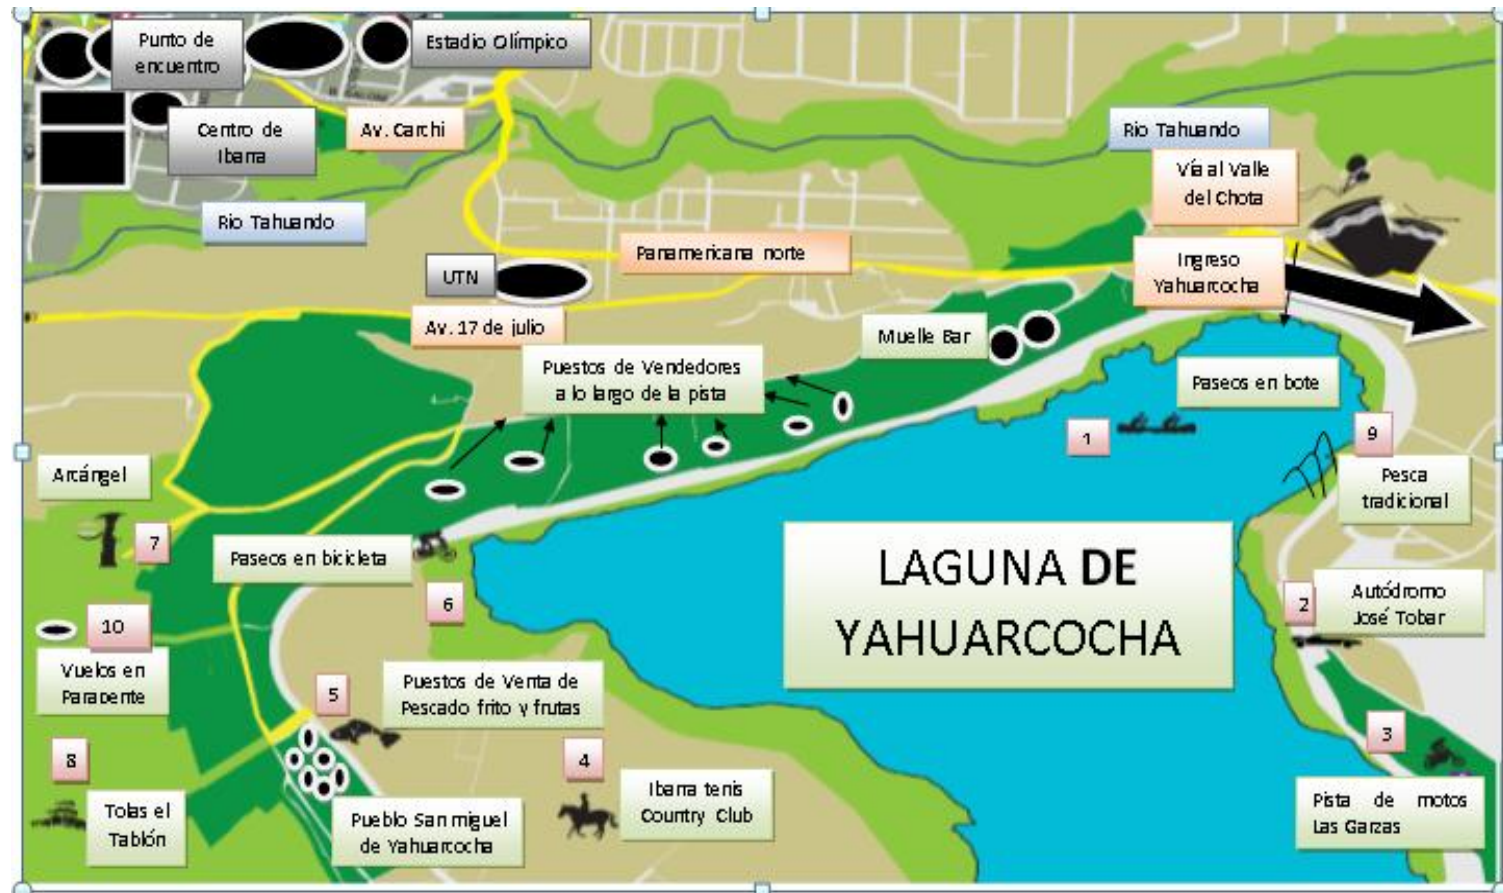 Punto de
encuentro
Estadio Olímpico
Centro de
Ibarra
Av. Carchi
Rio Tahuando
Rio Tahuando
Vía al Valle
del Chota
Panamericana norte
Ingreso
Yahuarcocha
UTN
Av. 17 de julio
Muelle Bar
Puestos de Vendedores
a lo largo de la pista
Paseos en bote
1
9
Pesca
tradicional
Arcángel
7
Paseos en bicicleta
6
LAGUNA DE
YAHUARCOCHA
2
Autódromo
José Tobar
10
Vuelos en
Parapente
5
Puestos de Venta de
Pescado frito y frutas
8
Tolas el
Tablón
Pueblo San miguel
de Yahuarcocha
4
Ibarra tenis
Country Club
3
Pista de motos
Las Garzas